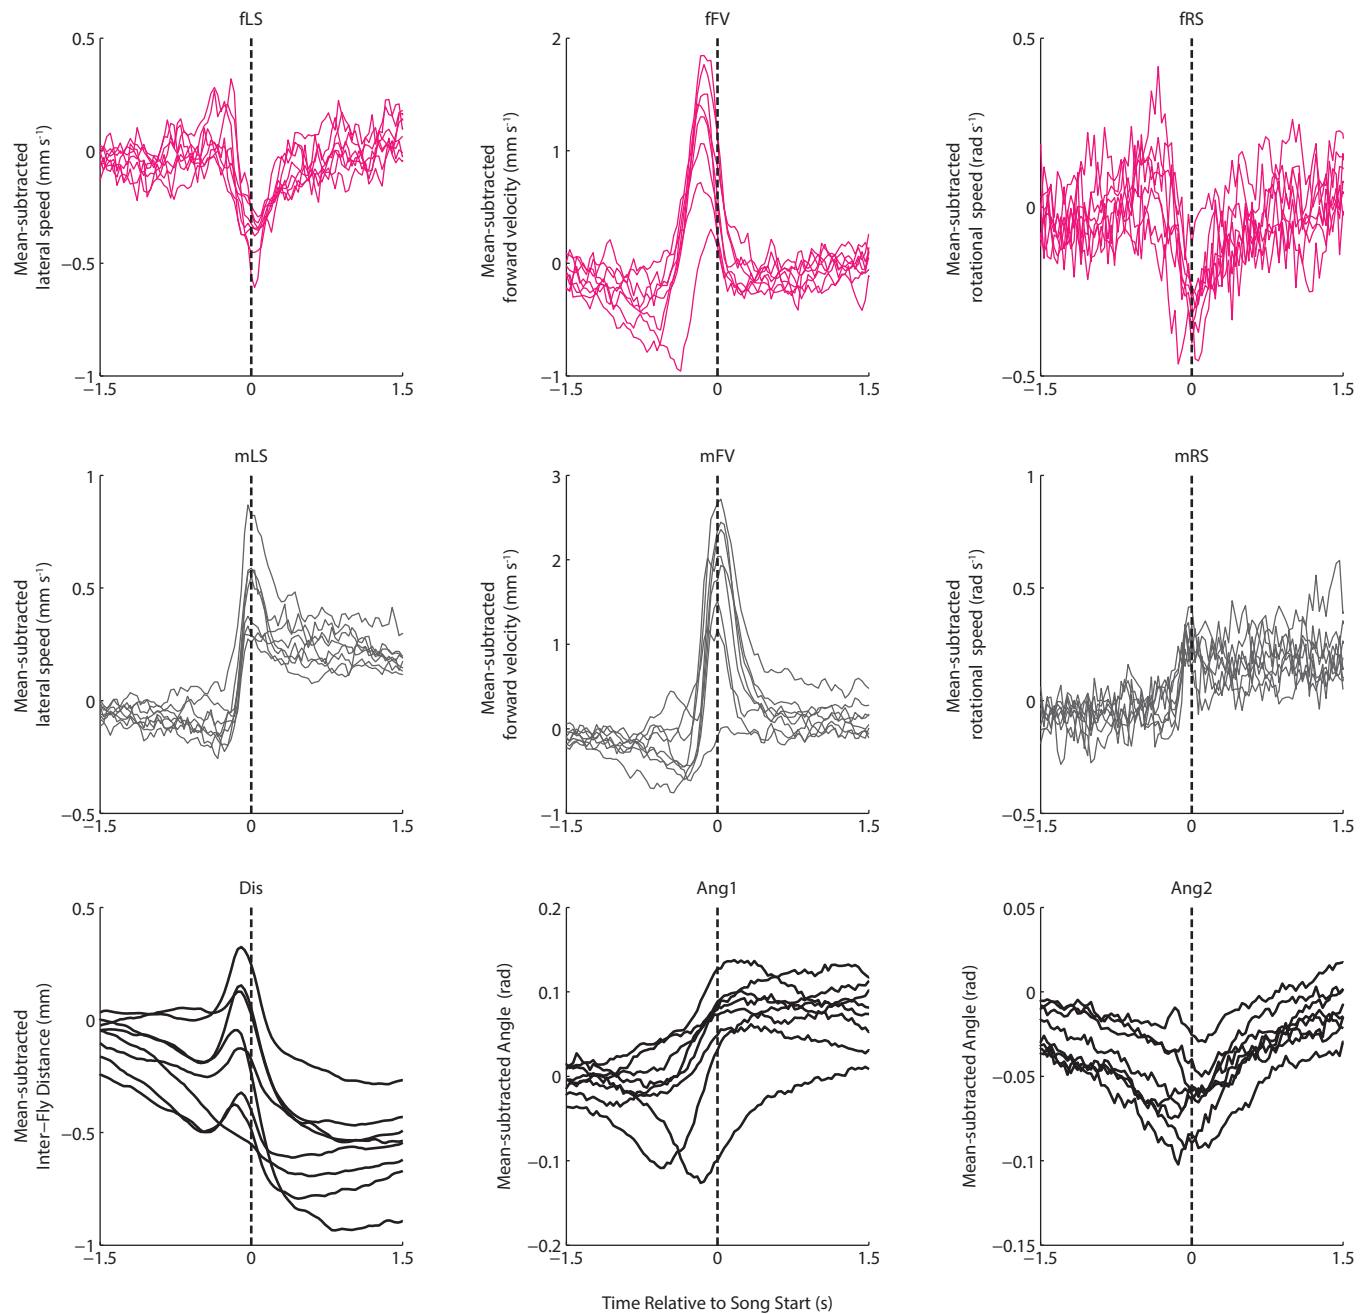 fLS
fFV
fRS
Mean-subtracted
lateral speed (mm s⁻¹)
0.5
0
−0.5
−1
−1.5
0
1.5
Mean-subtracted
forward velocity (mm s⁻¹)
2
1
0
−1
−1.5
0
1.5
Mean-subtracted
rotational speed (rad s⁻¹)
0.5
0
−0.5
−1.5
0
1.5
mLS
mFV
mRS
Mean-subtracted
lateral speed (mm s⁻¹)
1
0.5
0
−0.5
−1.5
0
1.5
Mean-subtracted
forward velocity (mm s⁻¹)
3
2
1
0
−1
−1.5
0
1.5
Mean-subtracted
rotational speed (rad s⁻¹)
1
0.5
0
−0.5
−1.5
0
1.5
Dis
Ang1
Ang2
Mean-subtracted
Inter−Fly Distance (mm)
0.5
0
−0.5
−1
−1.5
0
1.5
Mean-subtracted Angle (rad)
0.2
0.1
0
−0.1
−0.2
−1.5
0
1.5
Mean-subtracted Angle (rad)
0.05
0
−0.05
−0.1
−0.15
−1.5
0
1.5
Time Relative to Song Start (s)